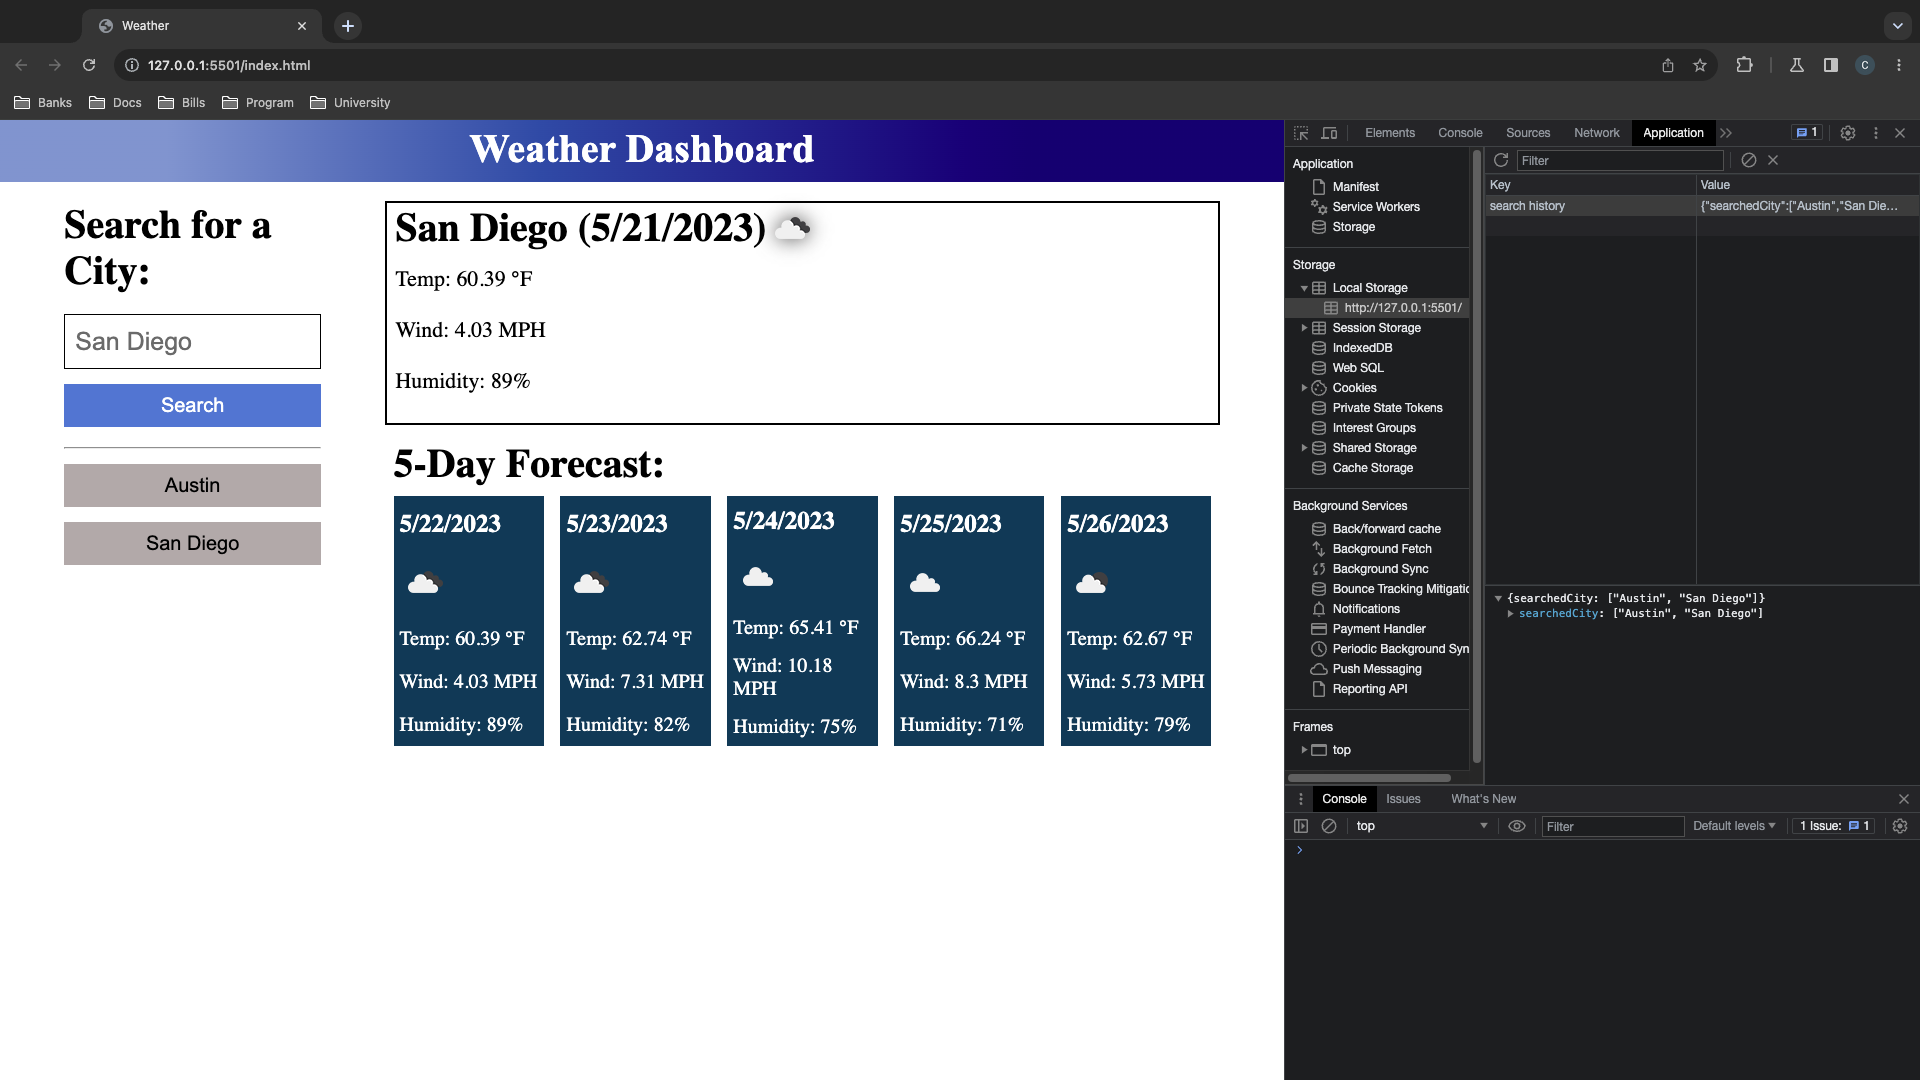 Weather
127.0.0.1:5501/index.html
C
Banks
Docs
Bills
Program
University
Weather Dashboard
Search for a
City:
San Diego
Search
Austin
San Diego
San Diego (5/21/2023)
Temp: 60.39 °F
Wind: 4.03 MPH
Humidity: 89%
5-Day Forecast:
5/22/2023
Temp: 60.39 °F
Wind: 4.03 MPH
Humidity: 89%
5/23/2023
Temp: 62.74 °F
Wind: 7.31 MPH
Humidity: 82%
5/24/2023
Temp: 65.41 °F
Wind: 10.18
MPH
Humidity: 75%
5/25/2023
Temp: 66.24 °F
Wind: 8.3 MPH
Humidity: 71%
5/26/2023
Temp: 62.67 °F
Wind: 5.73 MPH
Humidity: 79%
Elements
Console
Sources
Network
Application
1
Application
Manifest
Service Workers
Storage
Storage
Local Storage
http://127.0.0.1:5501/
Session Storage
IndexedDB
Web SQL
Cookies
Private State Tokens
Interest Groups
Shared Storage
Cache Storage
Background Services
Back/forward cache
Background Fetch
Background Sync
Bounce Tracking Mitigatic
Notifications
Payment Handler
Periodic Background Syn
Push Messaging
Reporting API
Frames
top
Filter
Key
Value
search history
{"searchedCity":["Austin","San Die…
{searchedCity: ["Austin", "San Diego"]}
searchedCity: ["Austin", "San Diego"]
Console
Issues
What's New
top
Filter
Default levels
1 Issue:
1